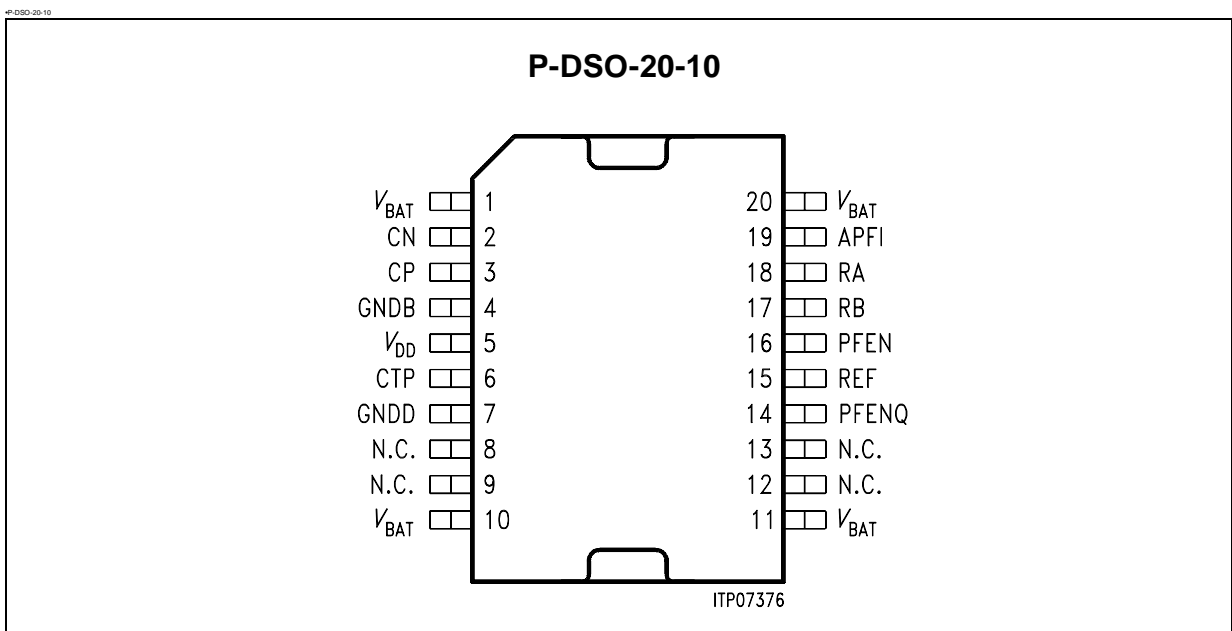 •P-DSO-20-10
P-DSO-20-10
VBAT 1 20 VBAT
CN 2 19 APFI
CP 3 18 RA
GNDB 4 17 RB
VDD 5 16 PFEN
CTP 6 15 REF
GNDD 7 14 PFENQ
N.C. 8 13 N.C.
N.C. 9 12 N.C.
VBAT 10 11 VBAT
ITP07376